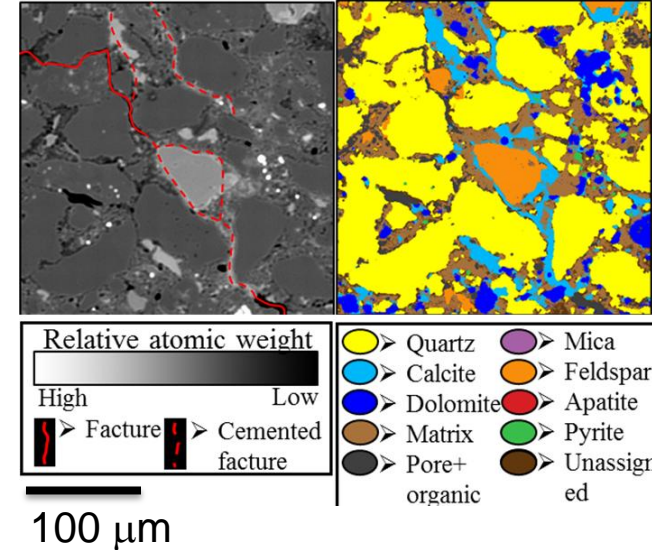 Relative atomic weight
High Low
➢ Facture ➢ Cemented
facture
100 μm
➢ Quartz ➢ Mica
➢ Calcite ➢ Feldspar
➢ Dolomite ➢ Apatite
➢ Matrix ➢ Pyrite
➢ Pore+ ➢ Unassign
organic ed